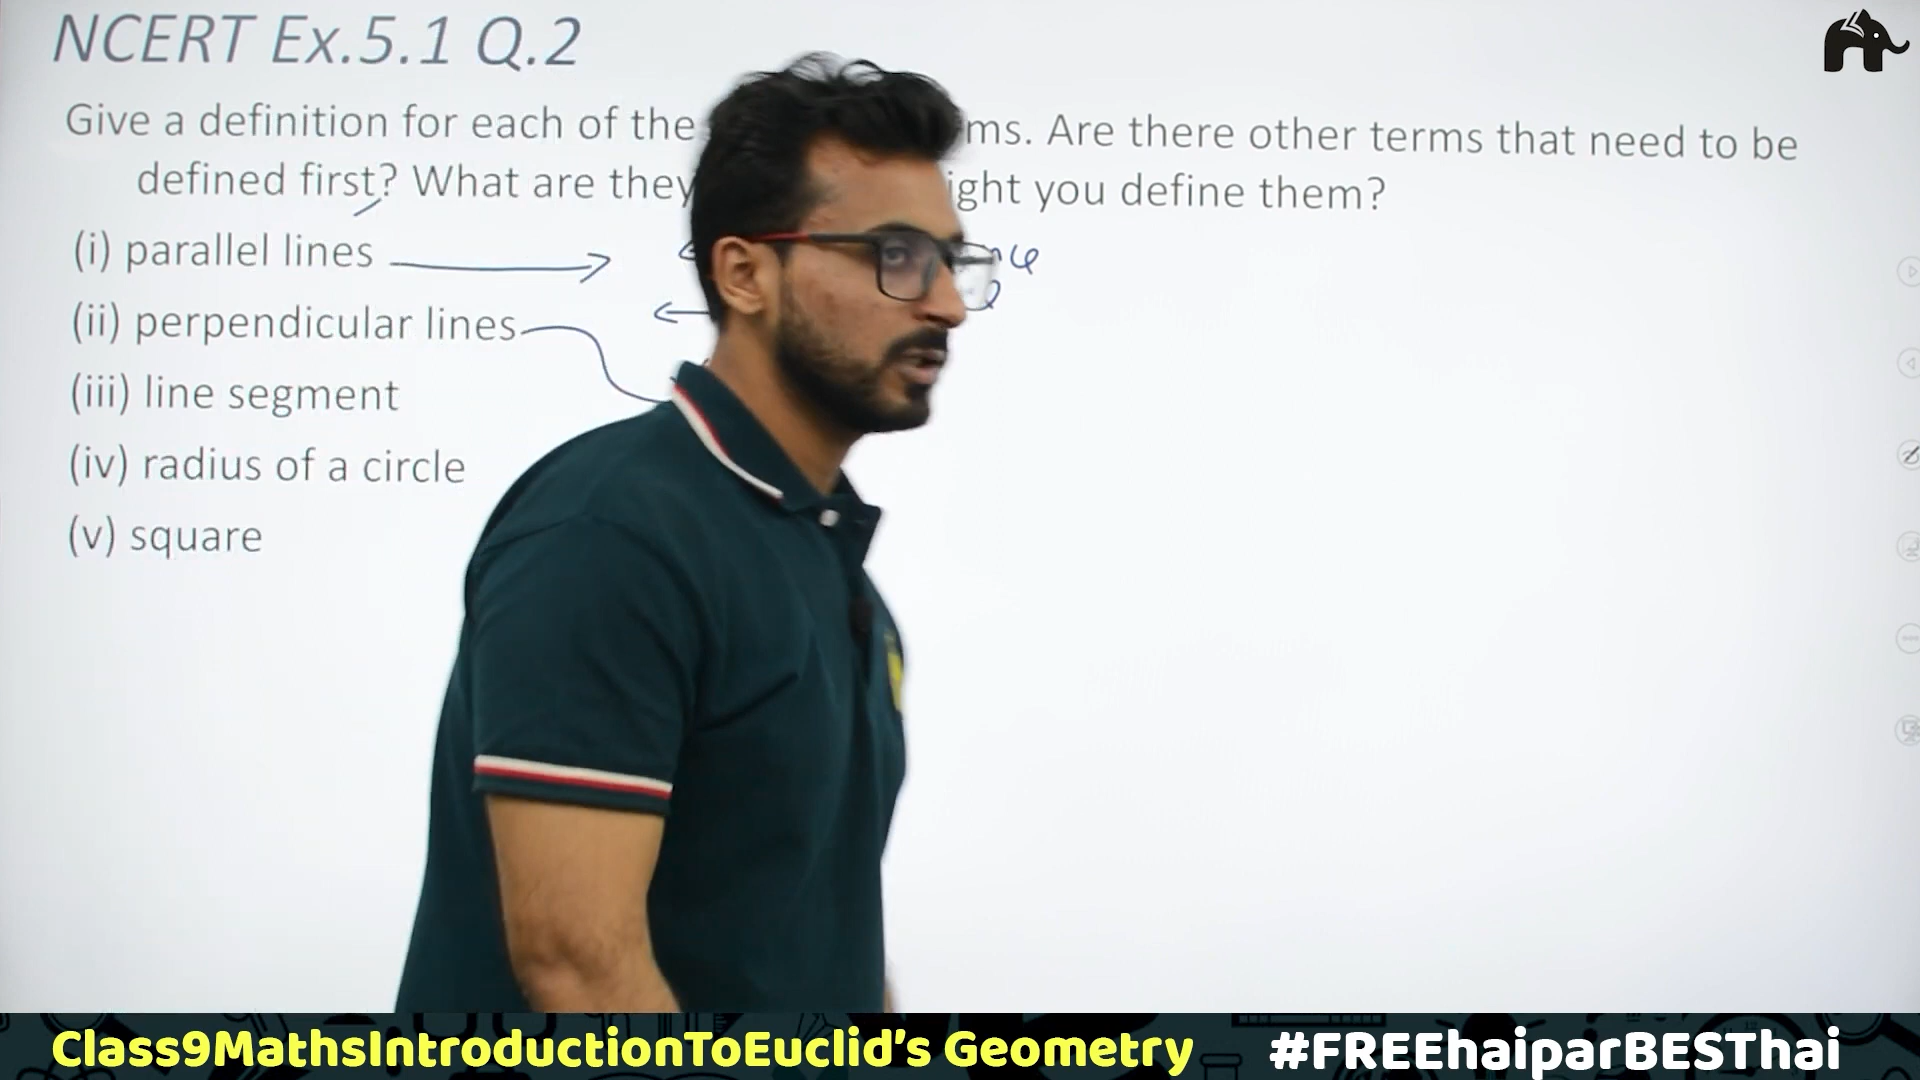 NCERT Ex.5.1 Q.2
Give a definition for each of the ms. Are there other terms that need to be
defined first? What are they ight you define them?
(i) parallel lines
(ii) perpendicular lines
(iii) line segment
(iv) radius of a circle
(v) square
Class9MathsIntroductionToEuclid's Geometry #FREEhaiparBESThai